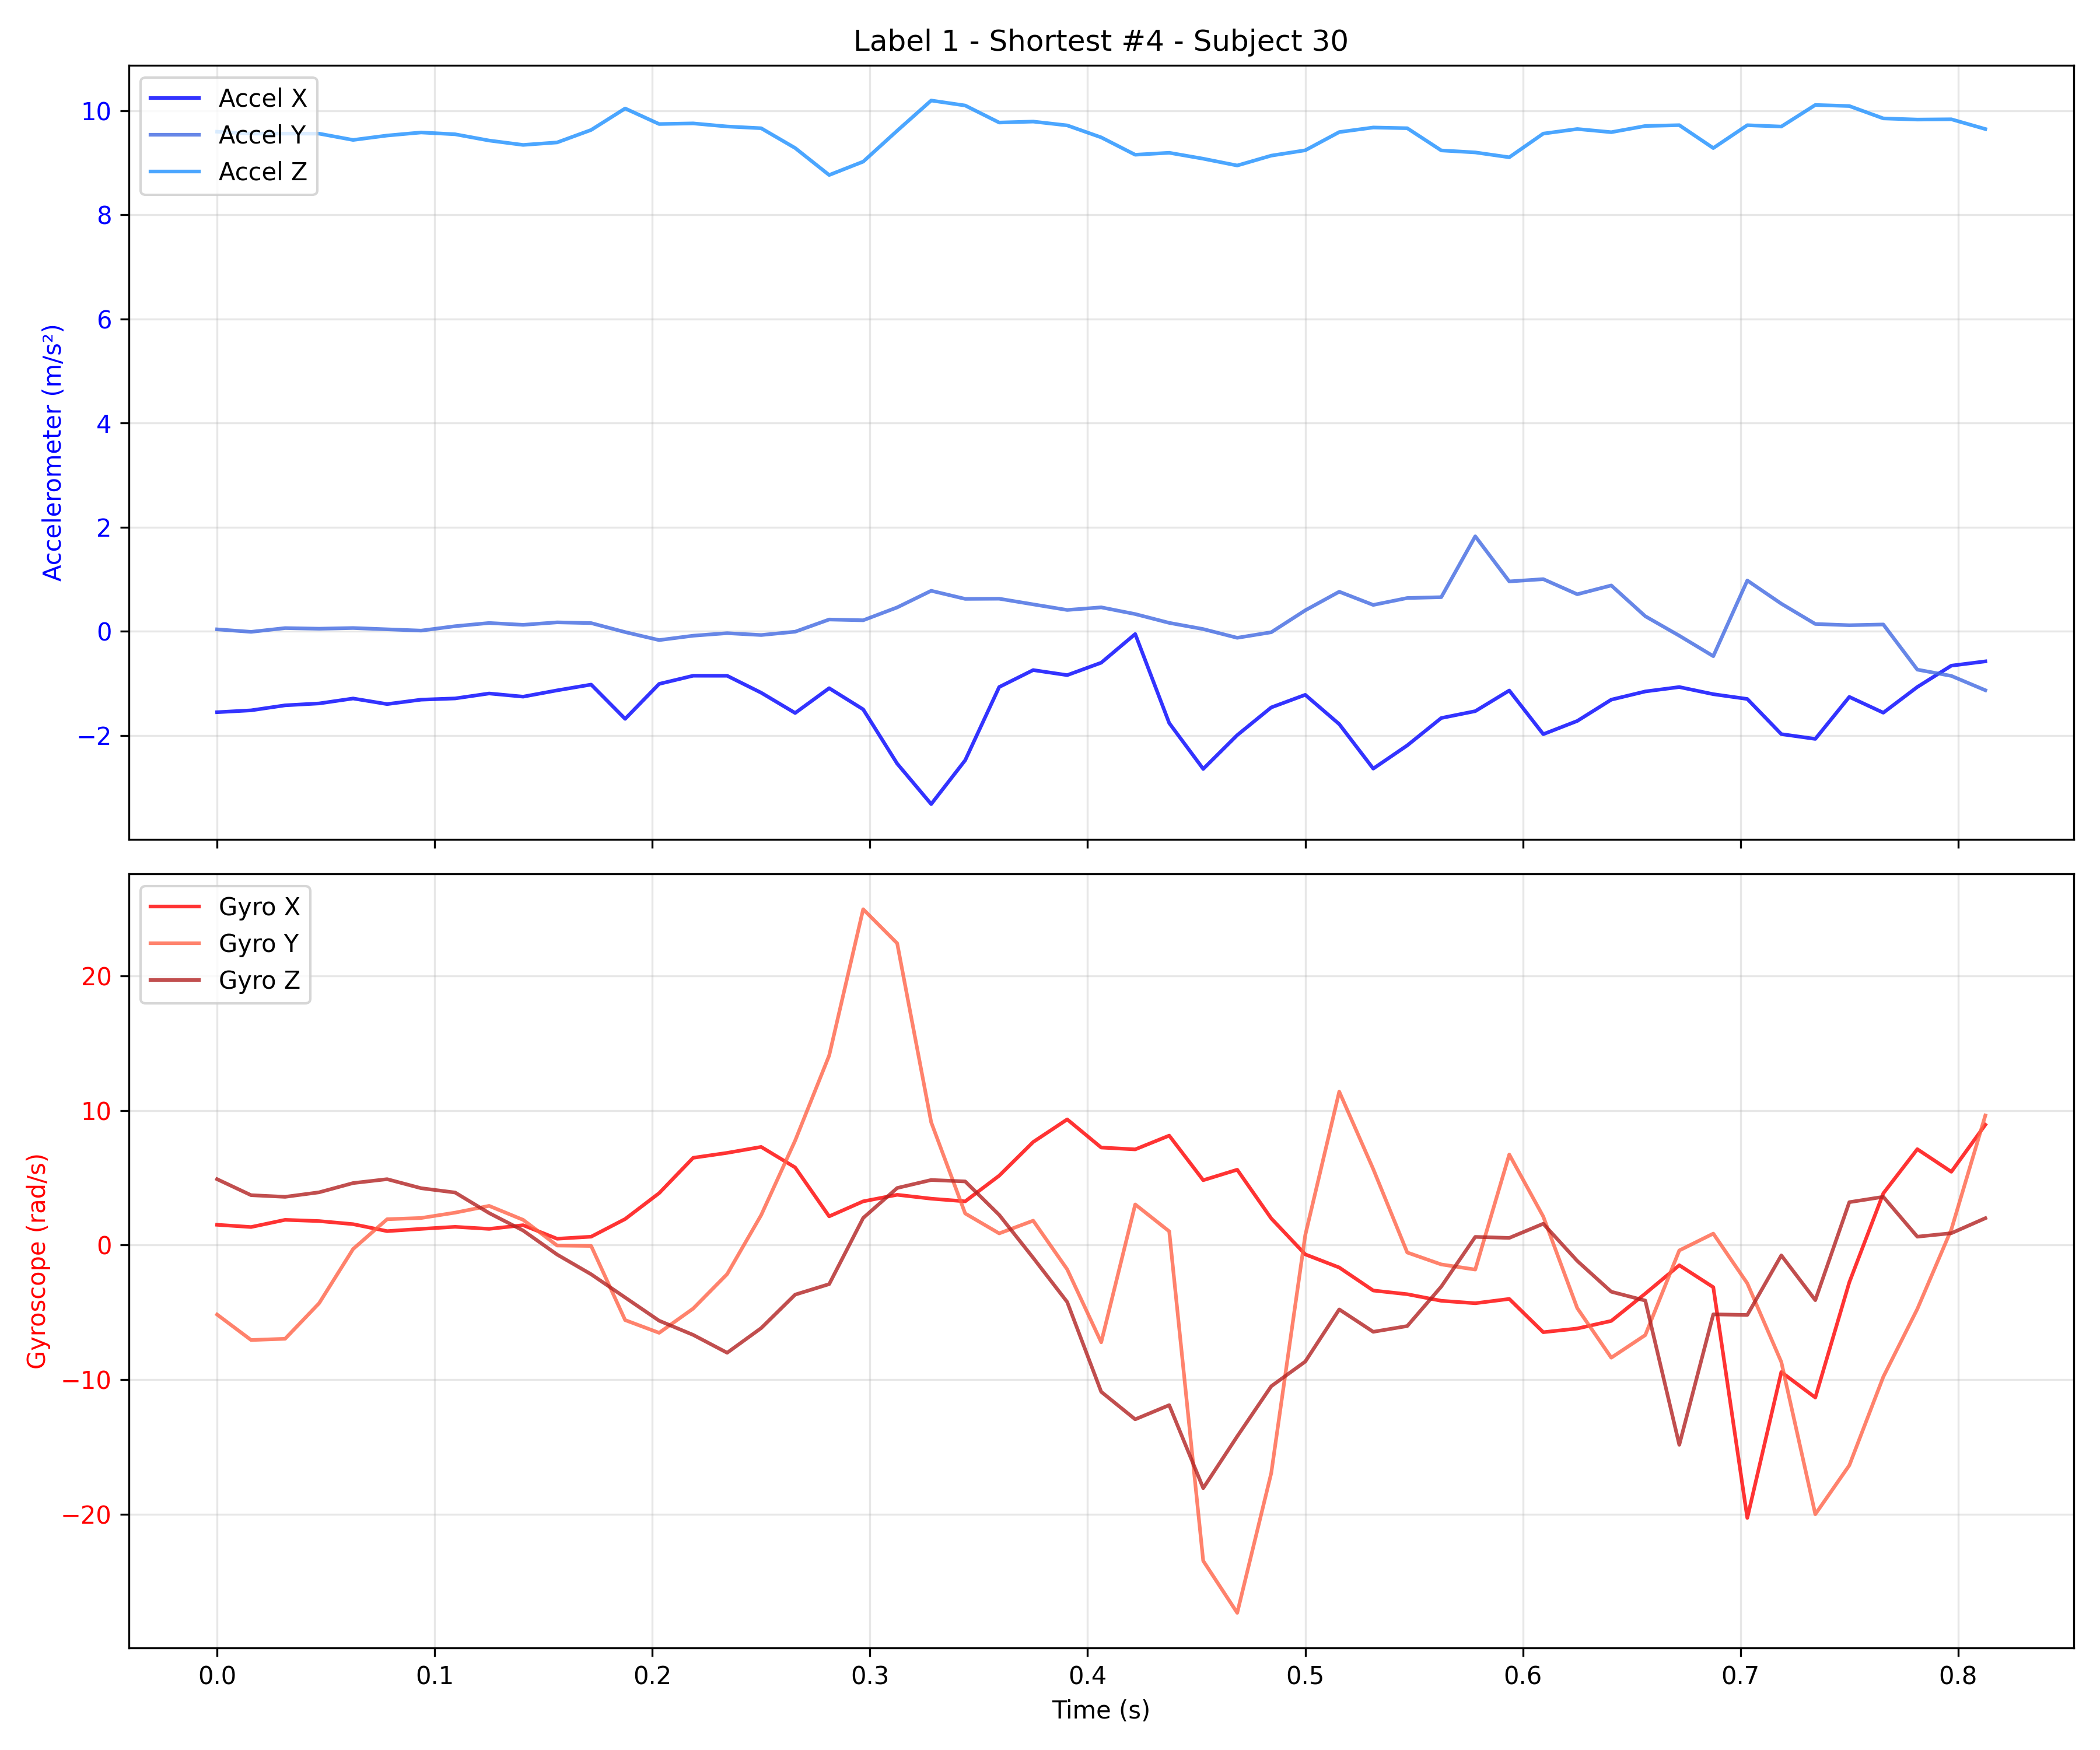 Label 1 - Shortest #4 - Subject 30
Accel X
Accel Y
Accel Z
10
8
6
4
2
0
−2
Accelerometer (m/s²)
Gyro X
Gyro Y
Gyro Z
20
10
0
−10
−20
Gyroscope (rad/s)
0.0 0.1 0.2 0.3 0.4 0.5 0.6 0.7 0.8
Time (s)